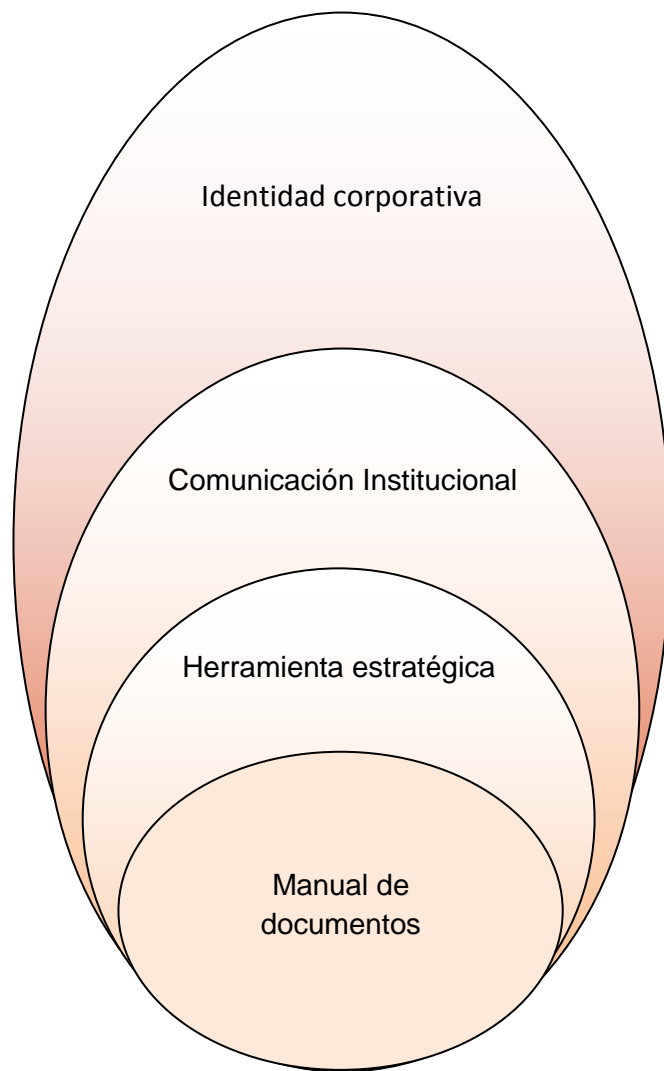 Identidad corporativa
Comunicación Institucional
Herramienta estratégica
Manual de
documentos